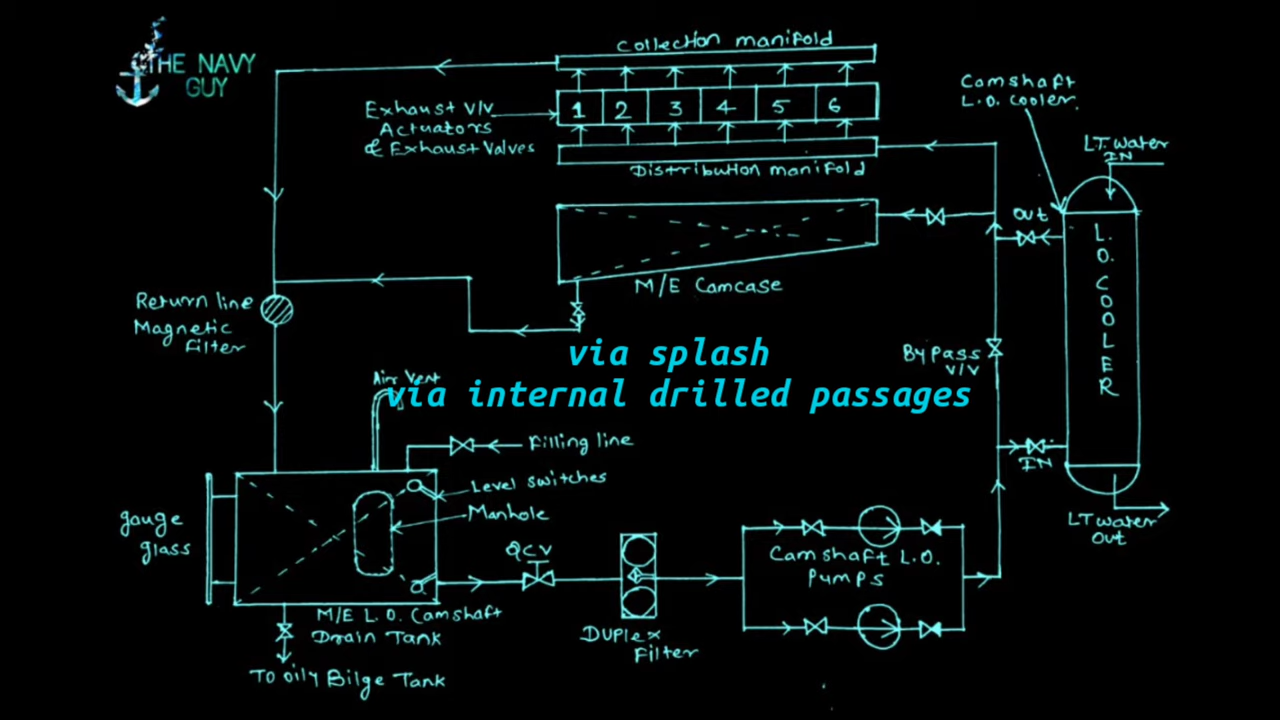 THE NAVY
GUY
Collection manifold
Exhaust v/v
Actuators
& Exhaust Valves
1 2 3 4 5 6
Distribution manifold
Camshaft
L.O. cooler.
LT. water
IN
OUT
L.
O.
C
O
O
L
E
R
M/E Camcase
Return line
Magnetic
Filter
via splash
via internal drilled passages
By Pass
v/v
Air Vent
Filling line
IN
Level switches
Manhole
gauge
glass
QCV
LT water
Out
Camshaft L.O.
Pumps
M/E L.O. Camshaft
Drain Tank
Duplex
Filter
To oily Bilge Tank